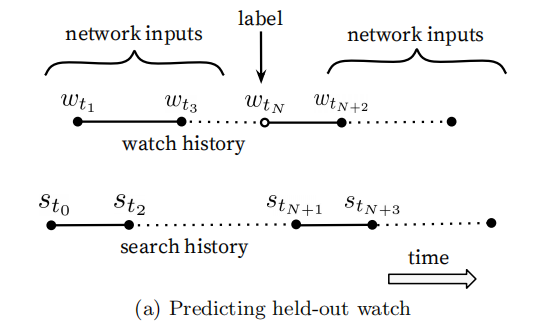 label
network inputs network inputs
w_{t_1} w_{t_3} w_{t_N} w_{t_{N+2}}
watch history
s_{t_0} s_{t_2} s_{t_{N+1}} s_{t_{N+3}}
search history
time
(a) Predicting held-out watch